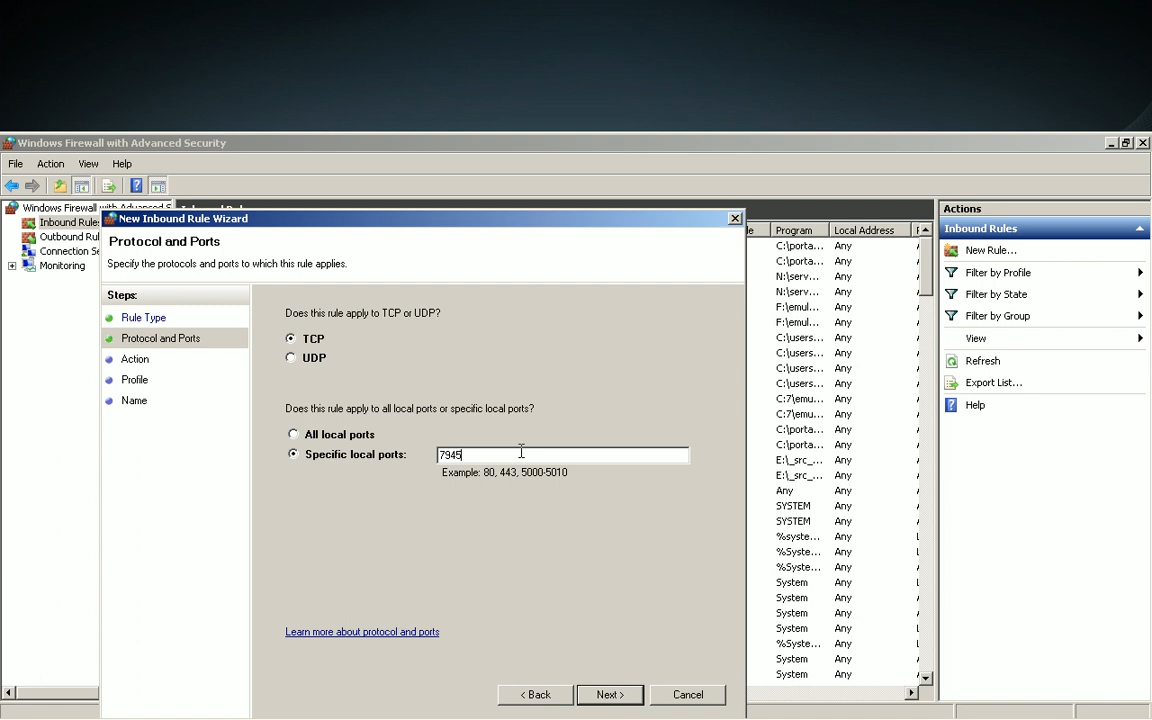 Windows Firewall with Advanced Security
File Action View Help
Windows Firewall with Advanced S
Inbound Rules
Outbound Rul
Connection Se
Monitoring
New Inbound Rule Wizard
Protocol and Ports
Specify the protocols and ports to which this rule applies.
Steps:
Rule Type
Protocol and Ports
Action
Profile
Name
Does this rule apply to TCP or UDP?
TCP
UDP
Does this rule apply to all local ports or specific local ports?
All local ports
Specific local ports: 7945
Example: 80, 443, 5000-5010
Learn more about protocol and ports
< Back Next > Cancel
le Program Local Address
C:\porta... Any
C:\porta... Any
N:\serv... Any
N:\serv... Any
F:\emul... Any
F:\emul... Any
C:\users... Any
C:\users... Any
C:\users... Any
C:\users... Any
C:7\emu... Any
C:7\emu... Any
C:\porta... Any
C:\porta... Any
E:\_src_... Any
E:\_src_... Any
Any Any
SYSTEM Any
SYSTEM Any
%syste... Any
%Syste... Any
%Syste... Any
System Any
System Any
System Any
System Any
%Syste... Any
System Any
System Any
Actions
Inbound Rules
New Rule...
Filter by Profile
Filter by State
Filter by Group
View
Refresh
Export List...
Help